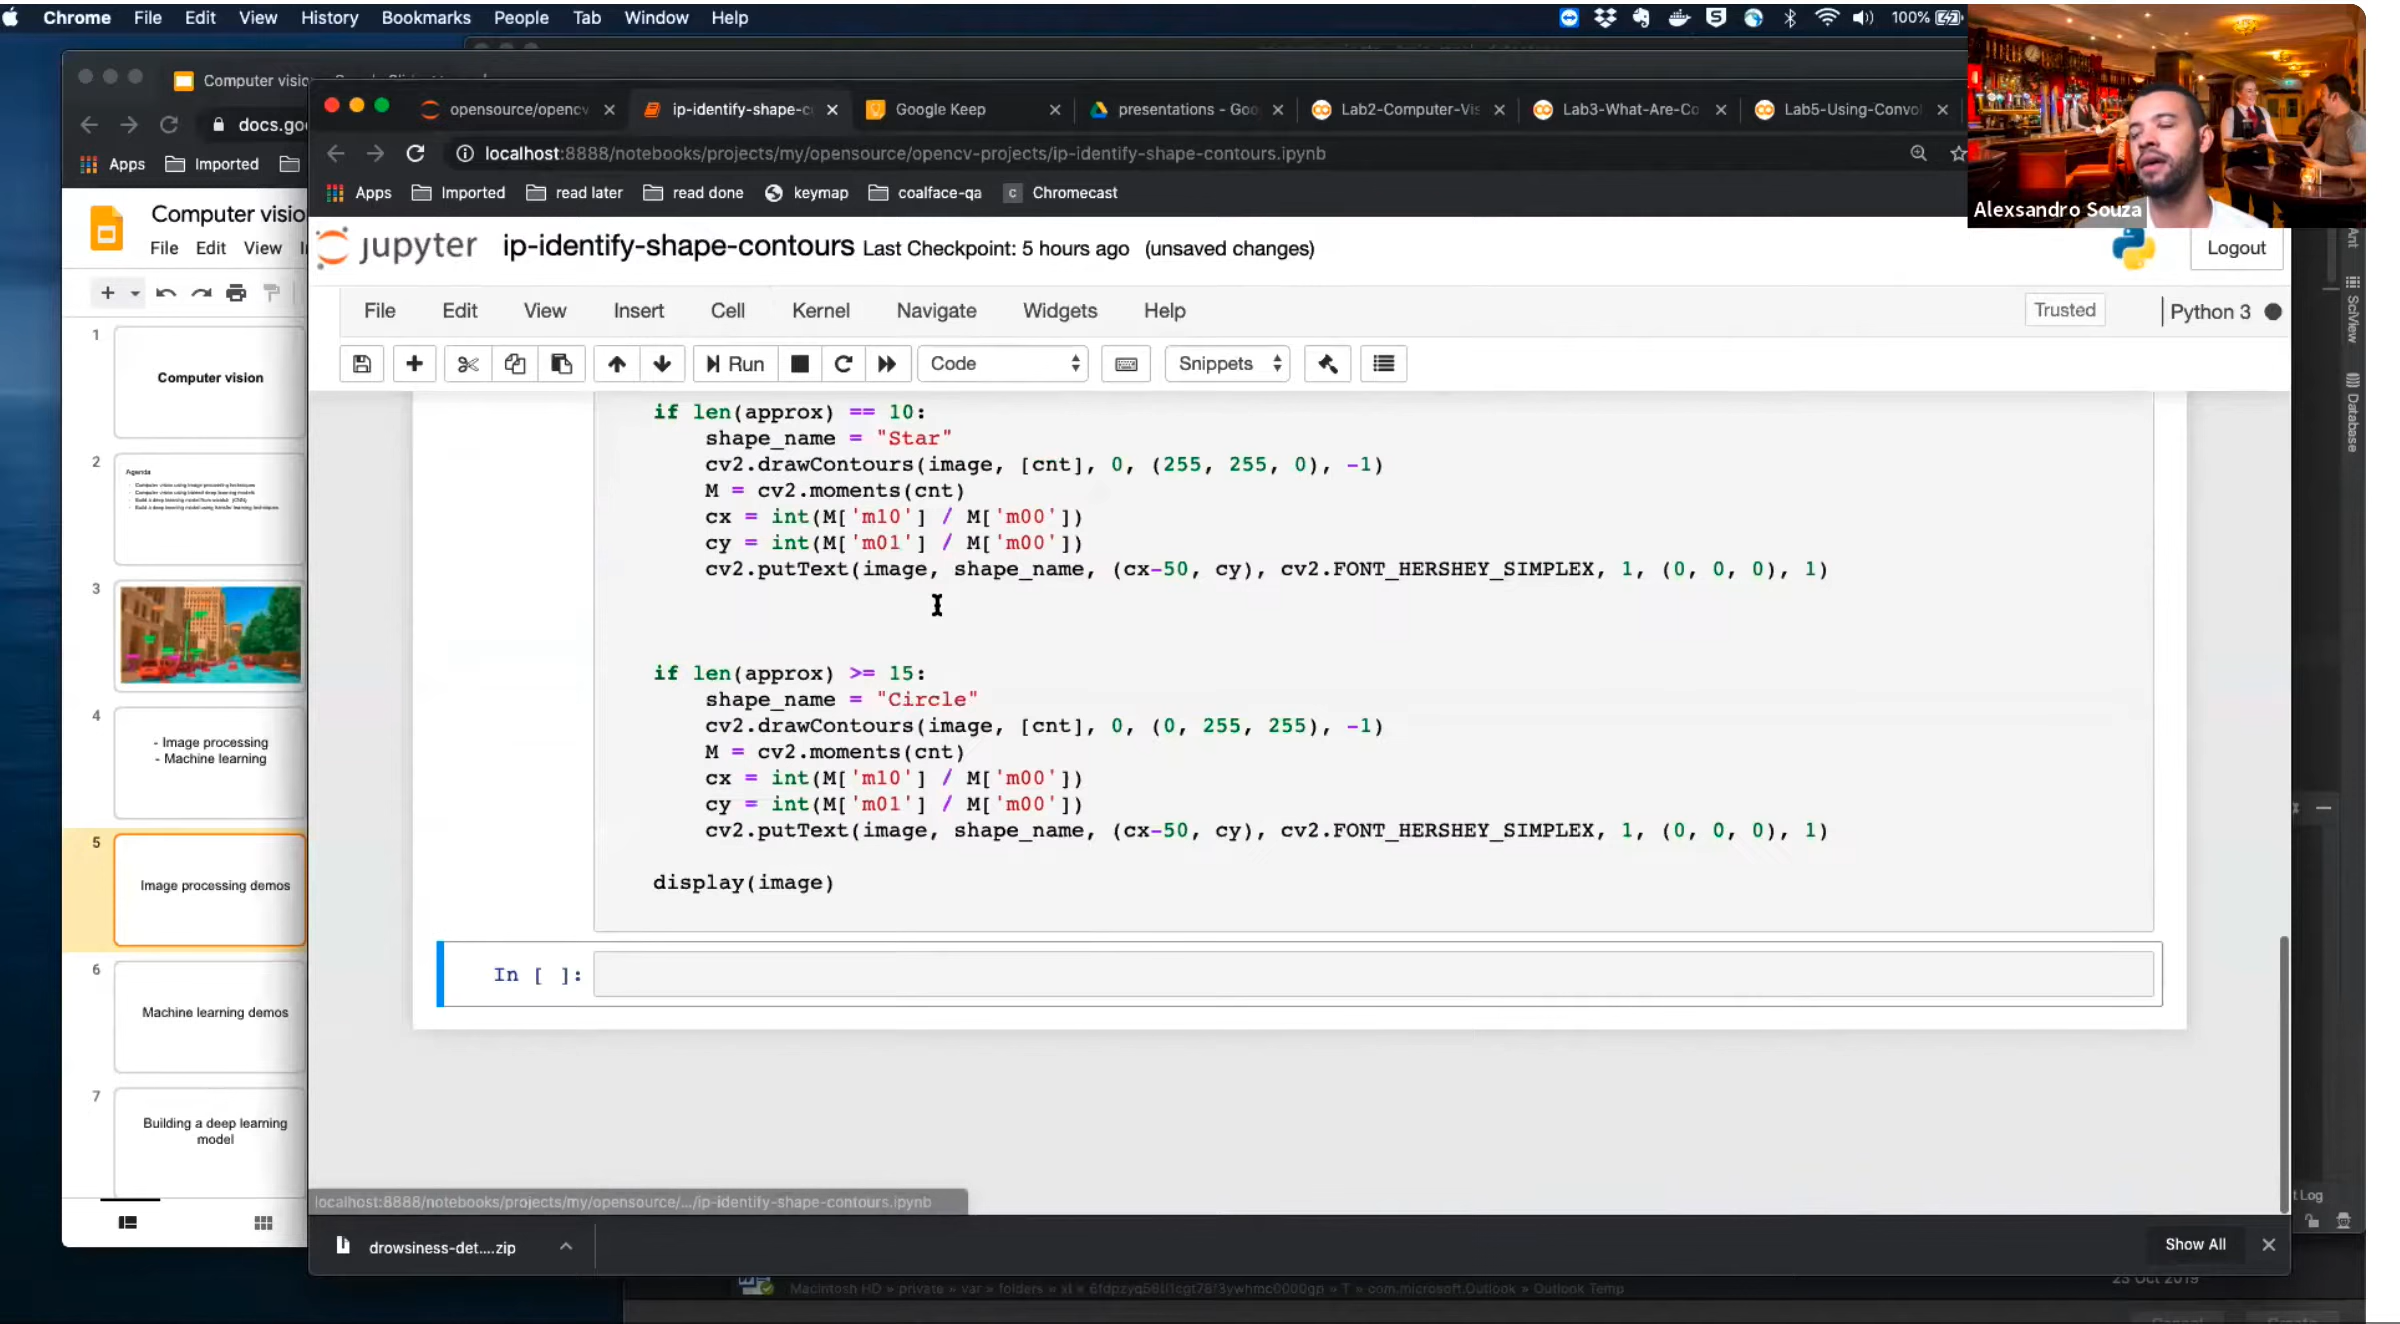 Chrome File Edit View History Bookmarks People Tab Window Help
100%
Computer visio
docs.goo
Apps Imported
Computer visio
File Edit View
1
Computer vision
2
Agenda
3
4
- Image processing
- Machine learning
5
Image processing demos
6
Machine learning demos
7
Building a deep learning
model
opensource/opencv
ip-identify-shape-c
Google Keep
presentations - Goo
Lab2-Computer-Vis
Lab3-What-Are-Co
Lab5-Using-Convol
localhost:8888/notebooks/projects/my/opensource/opencv-projects/ip-identify-shape-contours.ipynb
Apps Imported read later read done keymap coalface-qa c Chromecast
Alexsandro Souza
jupyter ip-identify-shape-contours Last Checkpoint: 5 hours ago (unsaved changes)
Logout
File Edit View Insert Cell Kernel Navigate Widgets Help
Trusted Python 3
Run Code Snippets
if len(approx) == 10:
shape_name = "Star"
cv2.drawContours(image, [cnt], 0, (255, 255, 0), -1)
M = cv2.moments(cnt)
cx = int(M['m10'] / M['m00'])
cy = int(M['m01'] / M['m00'])
cv2.putText(image, shape_name, (cx-50, cy), cv2.FONT_HERSHEY_SIMPLEX, 1, (0, 0, 0), 1)
if len(approx) >= 15:
shape_name = "Circle"
cv2.drawContours(image, [cnt], 0, (0, 255, 255), -1)
M = cv2.moments(cnt)
cx = int(M['m10'] / M['m00'])
cy = int(M['m01'] / M['m00'])
cv2.putText(image, shape_name, (cx-50, cy), cv2.FONT_HERSHEY_SIMPLEX, 1, (0, 0, 0), 1)
display(image)
In [ ]:
localhost:8888/notebooks/projects/my/opensource/.../ip-identify-shape-contours.ipynb
drowsiness-det....zip
Show All
Ant
SciView
Database
t Log
23 Oct 2019